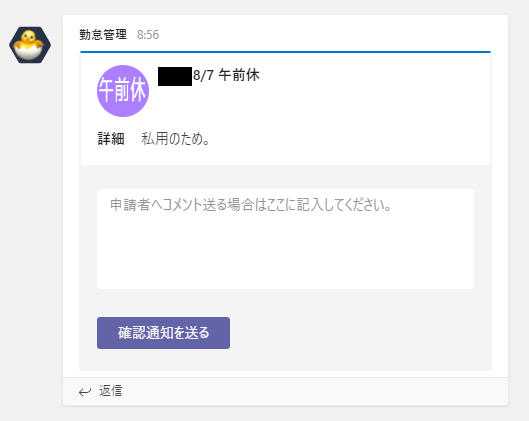 勤怠管理 8:56
午前休
8/7 午前休
詳細 私用のため。
申請者へコメント送る場合はここに記入してください。
確認通知を送る
返信